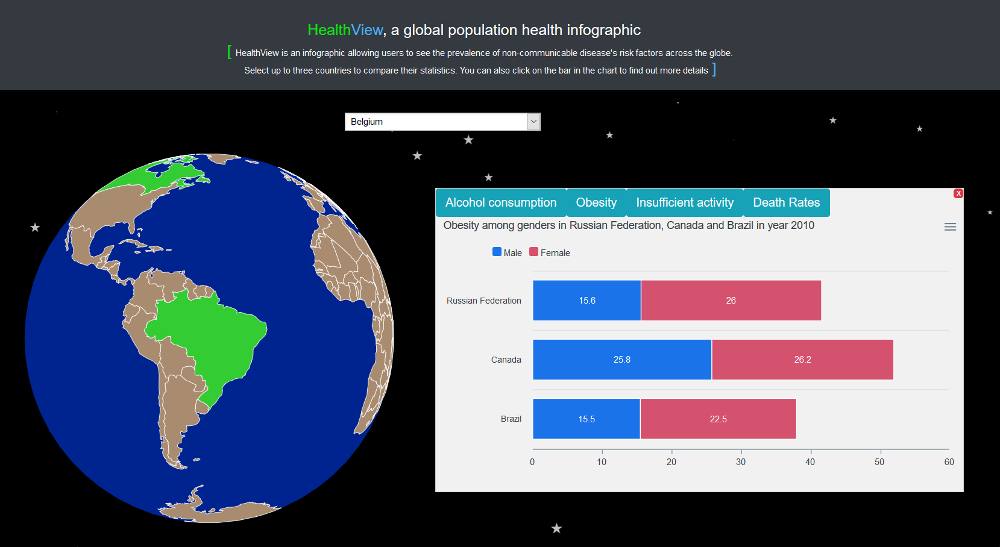 HealthView, a global population health infographic
[ HealthView is an infographic allowing users to see the prevalence of non-communicable disease's risk factors across the globe.
Select up to three countries to compare their statistics. You can also click on the bar in the chart to find out more details ]
Belgium
X
Alcohol consumption Obesity Insufficient activity Death Rates
Obesity among genders in Russian Federation, Canada and Brazil in year 2010
Male Female
Russian Federation 15.6 26
Canada 25.8 26.2
Brazil 15.5 22.5
0 10 20 30 40 50 60